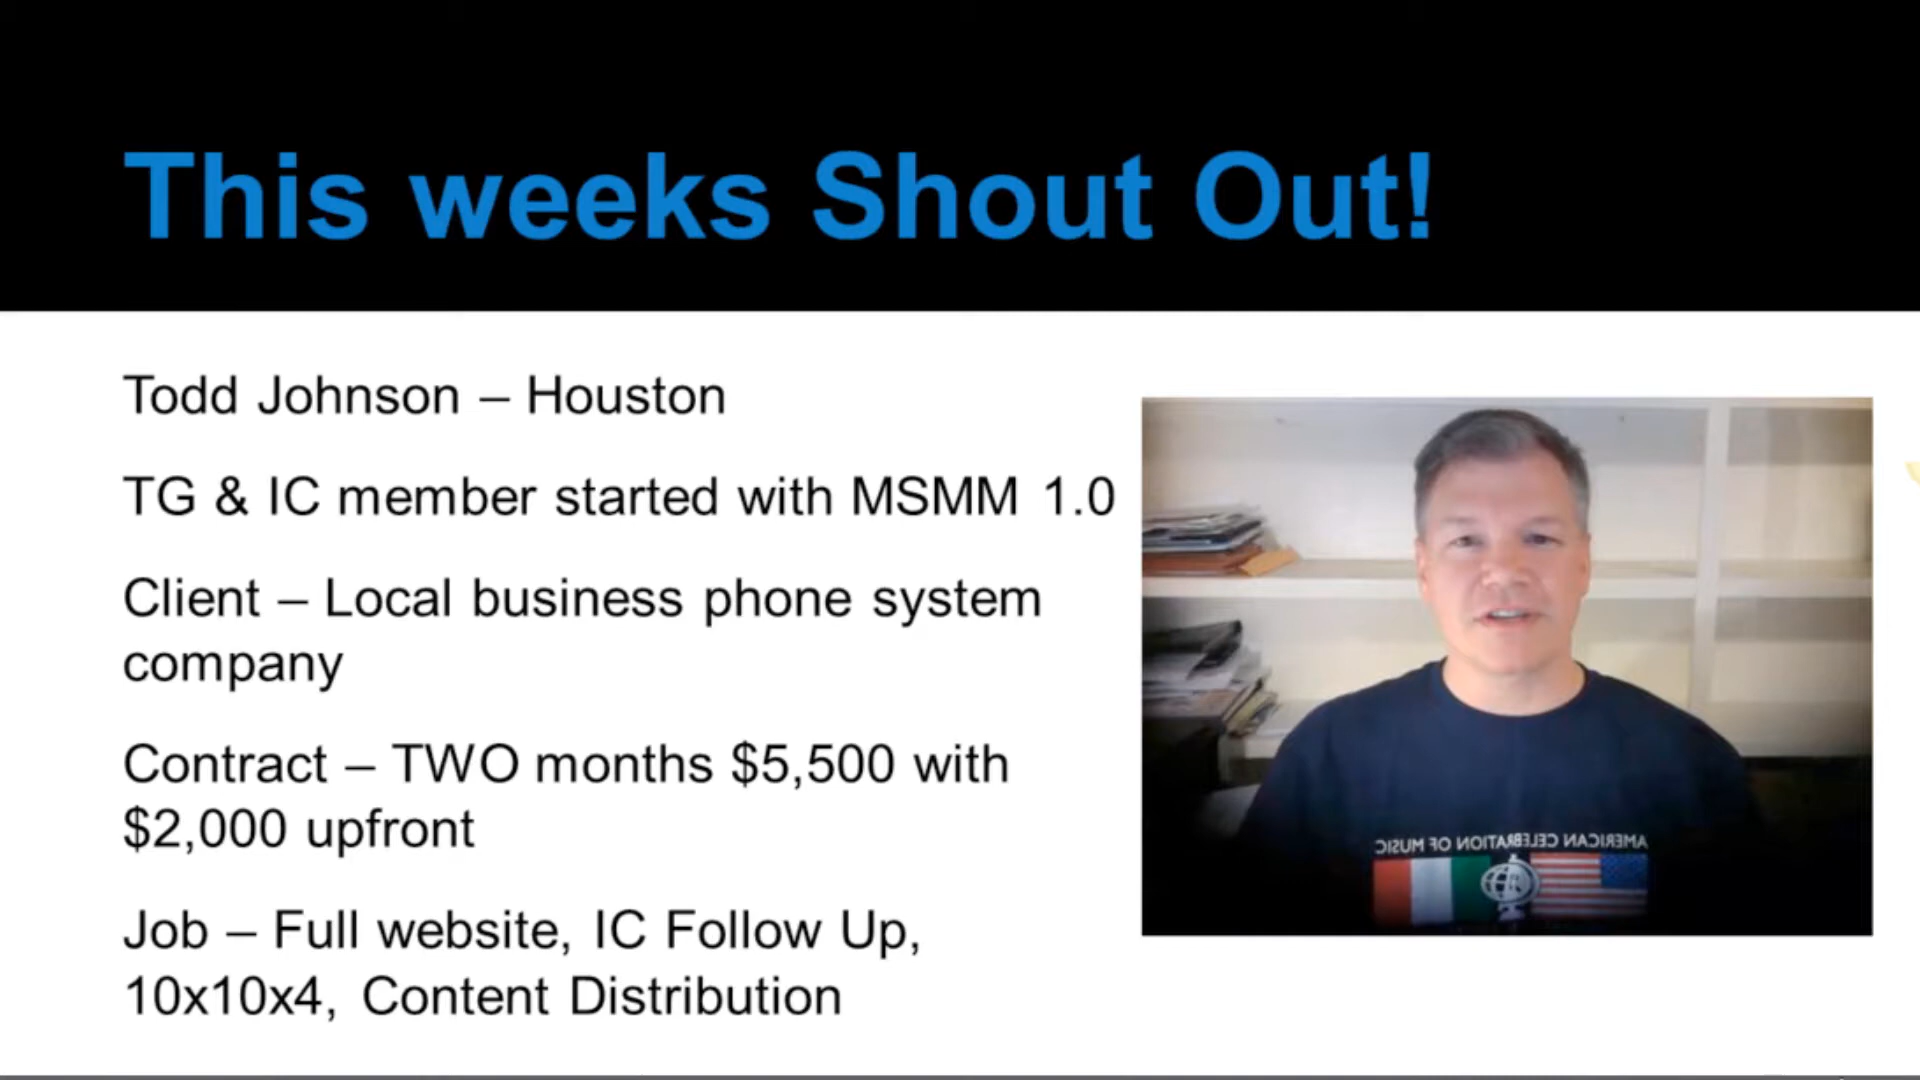 This weeks Shout Out!
Todd Johnson – Houston
TG & IC member started with MSMM 1.0
Client – Local business phone system
company
Contract – TWO months $5,500 with
$2,000 upfront
Job – Full website, IC Follow Up,
10x10x4, Content Distribution
AMERICAN CELEBRATION OF MUSIC